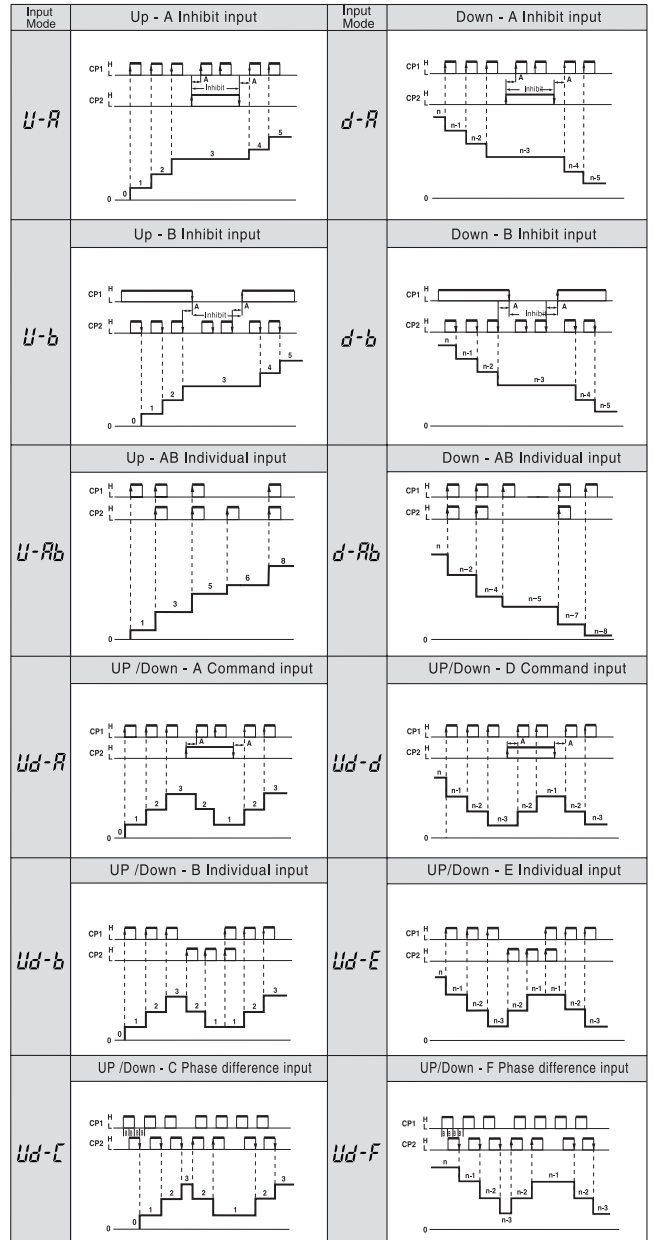 Input Mode
Up - A Inhibit input
Input Mode
Down - A Inhibit input
U-A
CP1 H L
A A
Inhibit
CP2 H L
0
0 1 2 3 4 5
d-A
CP1 H L
A A
Inhibit
CP2 H L
n n-1 n-2 n-3 n-4 n-5
0
Up - B Inhibit input
Down - B Inhibit input
U-b
CP1 H L
A A
Inhibit
CP2 H L
0 1 2 3 4 5
0
d-b
CP1 H L
A A
Inhibit
CP2 H L
n n-1 n-2 n-3 n-4 n-5
0
Up - AB Individual input
Down - AB Individual input
U-Ab
CP1 H L
CP2 H L
1 3 5 6 8
0
d-Ab
CP1 H L
CP2 H L
n n-2 n-4 n-5 n-7 n-8
0
UP /Down - A Command input
UP/Down - D Command input
Ud-A
CP1 H L
A A
CP2 H L
0 1 2 3 2 1 2 3
0
Ud-d
CP1 H L
A A
CP2 H L
n n-1 n-2 n-3 n-2 n-1 n-2 n-3
0
UP /Down - B Individual input
UP/Down - E Individual input
Ud-b
CP1 H L
CP2 H L
0 1 2 3 2 1 1 2 3
0
Ud-E
CP1 H L
CP2 H L
n n-1 n-2 n-3 n-2 n-1 n-1 n-2 n-3
0
UP /Down - C Phase difference input
UP/Down - F Phase difference input
Ud-C
CP1 H L
CP2 H L
0 1 2 3 2 1 2 3
0
Ud-F
CP1 H L
CP2 H L
n n-1 n-2 n-3 n-2 n-1 n-2 n-3
0